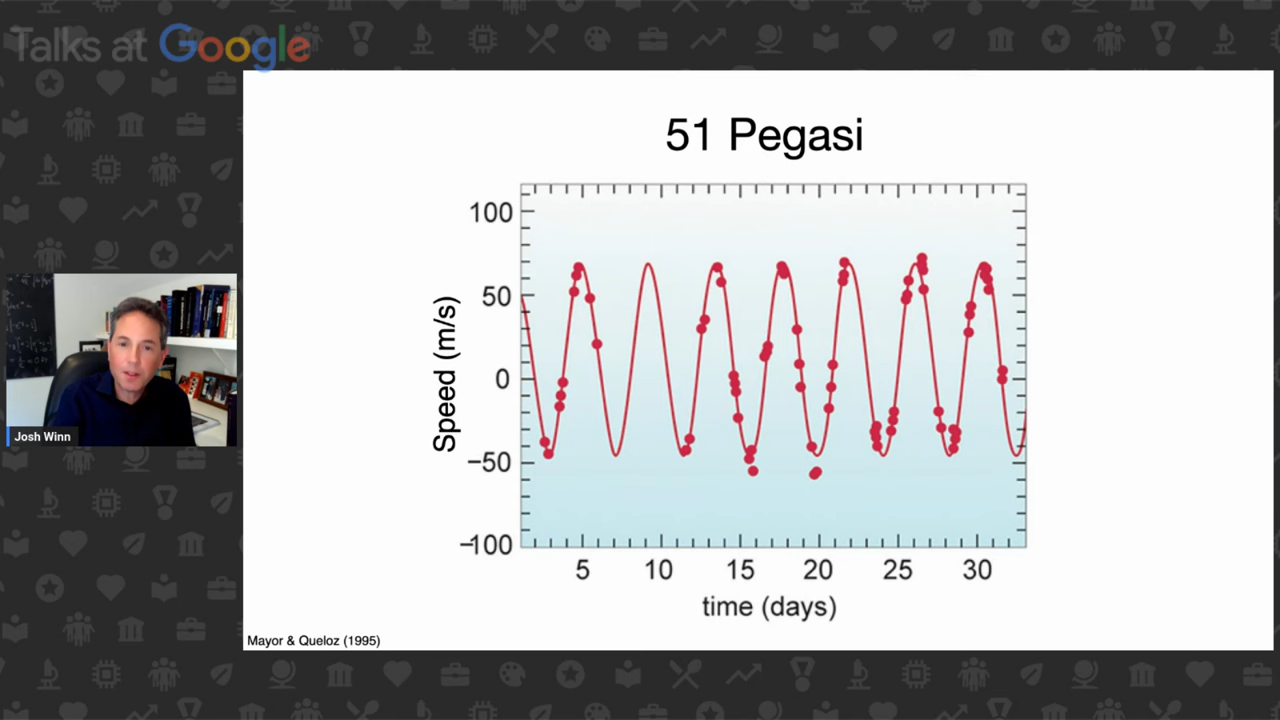 Talks at Google
51 Pegasi
100
50
0
−50
−100
Speed (m/s)
5 10 15 20 25 30
time (days)
Josh Winn
Mayor & Queloz (1995)